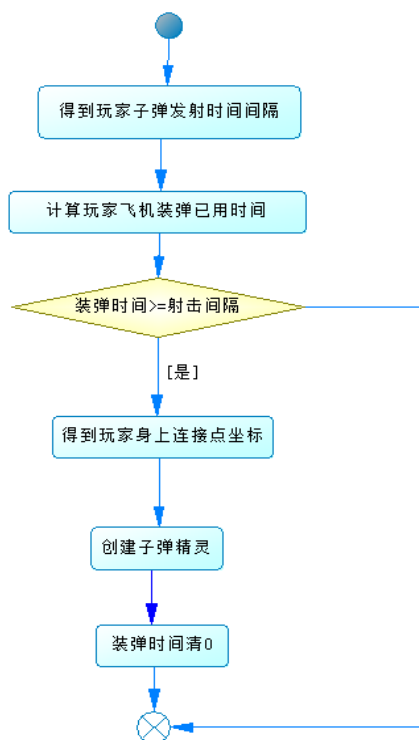 得到玩家子弹发射时间间隔
计算玩家飞机装弹已用时间
装弹时间>=射击间隔
[是]
得到玩家身上连接点坐标
创建子弹精灵
装弹时间清0